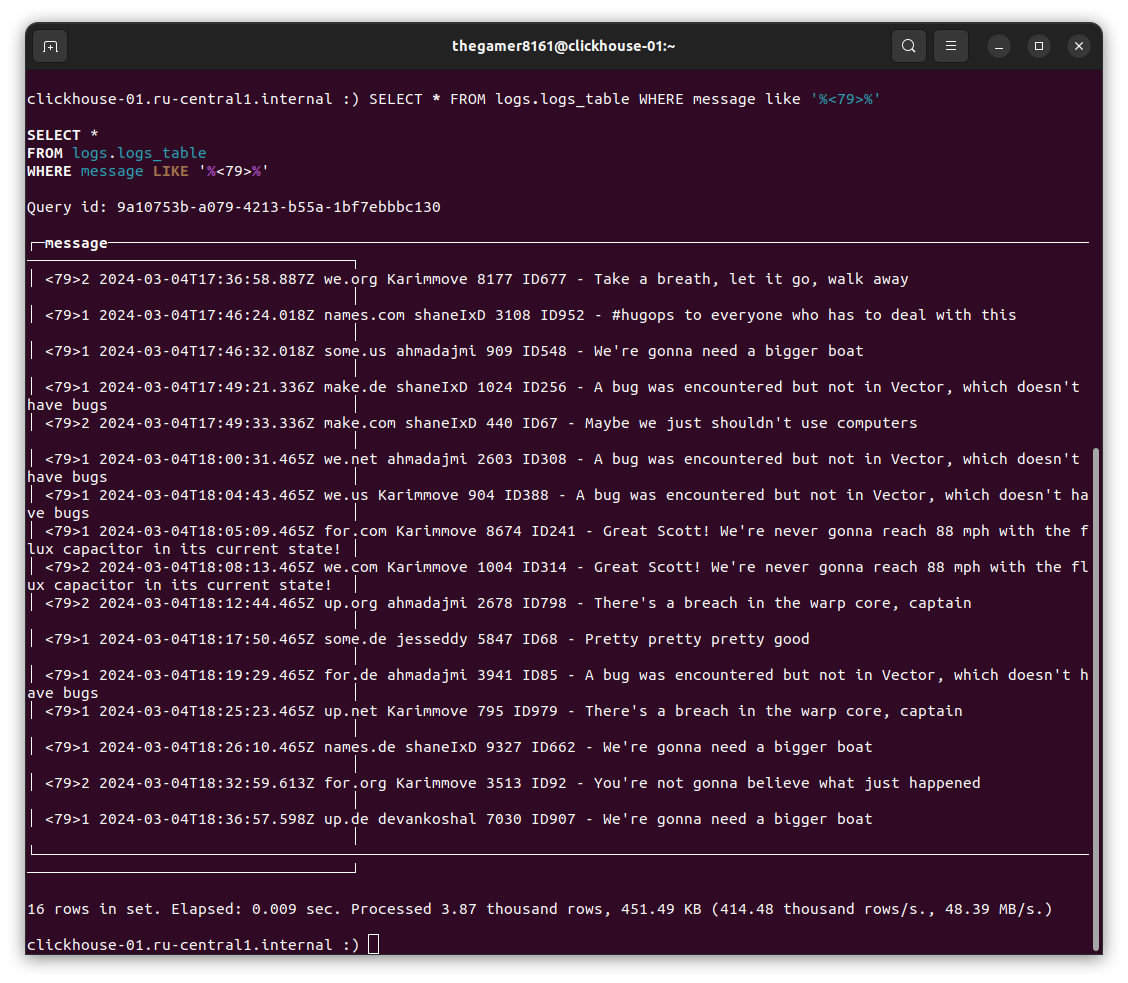 thegamer8161@clickhouse-01:~
clickhouse-01.ru-central1.internal :) SELECT * FROM logs.logs_table WHERE message like '%<79>%'
SELECT *
FROM logs.logs_table
WHERE message LIKE '%<79>%'
Query id: 9a10753b-a079-4213-b55a-1bf7ebbbc130
message
<79>2 2024-03-04T17:36:58.887Z we.org Karimmove 8177 ID677 - Take a breath, let it go, walk away
<79>1 2024-03-04T17:46:24.018Z names.com shaneIxD 3108 ID952 - #hugops to everyone who has to deal with this
<79>1 2024-03-04T17:46:32.018Z some.us ahmadajmi 909 ID548 - We're gonna need a bigger boat
<79>1 2024-03-04T17:49:21.336Z make.de shaneIxD 1024 ID256 - A bug was encountered but not in Vector, which doesn't
have bugs
<79>2 2024-03-04T17:49:33.336Z make.com shaneIxD 440 ID67 - Maybe we just shouldn't use computers
<79>1 2024-03-04T18:00:31.465Z we.net ahmadajmi 2603 ID308 - A bug was encountered but not in Vector, which doesn't
have bugs
<79>1 2024-03-04T18:04:43.465Z we.us Karimmove 904 ID388 - A bug was encountered but not in Vector, which doesn't ha
ve bugs
<79>1 2024-03-04T18:05:09.465Z for.com Karimmove 8674 ID241 - Great Scott! We're never gonna reach 88 mph with the f
lux capacitor in its current state!
<79>2 2024-03-04T18:08:13.465Z we.com Karimmove 1004 ID314 - Great Scott! We're never gonna reach 88 mph with the fl
ux capacitor in its current state!
<79>2 2024-03-04T18:12:44.465Z up.org ahmadajmi 2678 ID798 - There's a breach in the warp core, captain
<79>1 2024-03-04T18:17:50.465Z some.de jesseddy 5847 ID68 - Pretty pretty pretty good
<79>1 2024-03-04T18:19:29.465Z for.de ahmadajmi 3941 ID85 - A bug was encountered but not in Vector, which doesn't h
ave bugs
<79>1 2024-03-04T18:25:23.465Z up.net Karimmove 795 ID979 - There's a breach in the warp core, captain
<79>1 2024-03-04T18:26:10.465Z names.de shaneIxD 9327 ID662 - We're gonna need a bigger boat
<79>2 2024-03-04T18:32:59.613Z for.org Karimmove 3513 ID92 - You're not gonna believe what just happened
<79>1 2024-03-04T18:36:57.598Z up.de devankoshal 7030 ID907 - We're gonna need a bigger boat
16 rows in set. Elapsed: 0.009 sec. Processed 3.87 thousand rows, 451.49 KB (414.48 thousand rows/s., 48.39 MB/s.)
clickhouse-01.ru-central1.internal :)